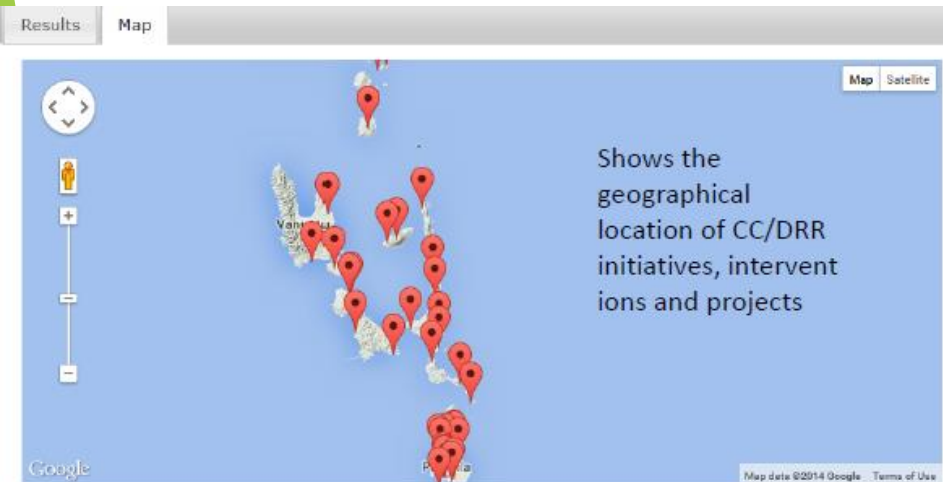 Results Map
Map Satellite
Shows the
geographical
location of CC/DRR
initiatives, intervent
ions and projects
Google
Map data ©2014 Google Terms of Use